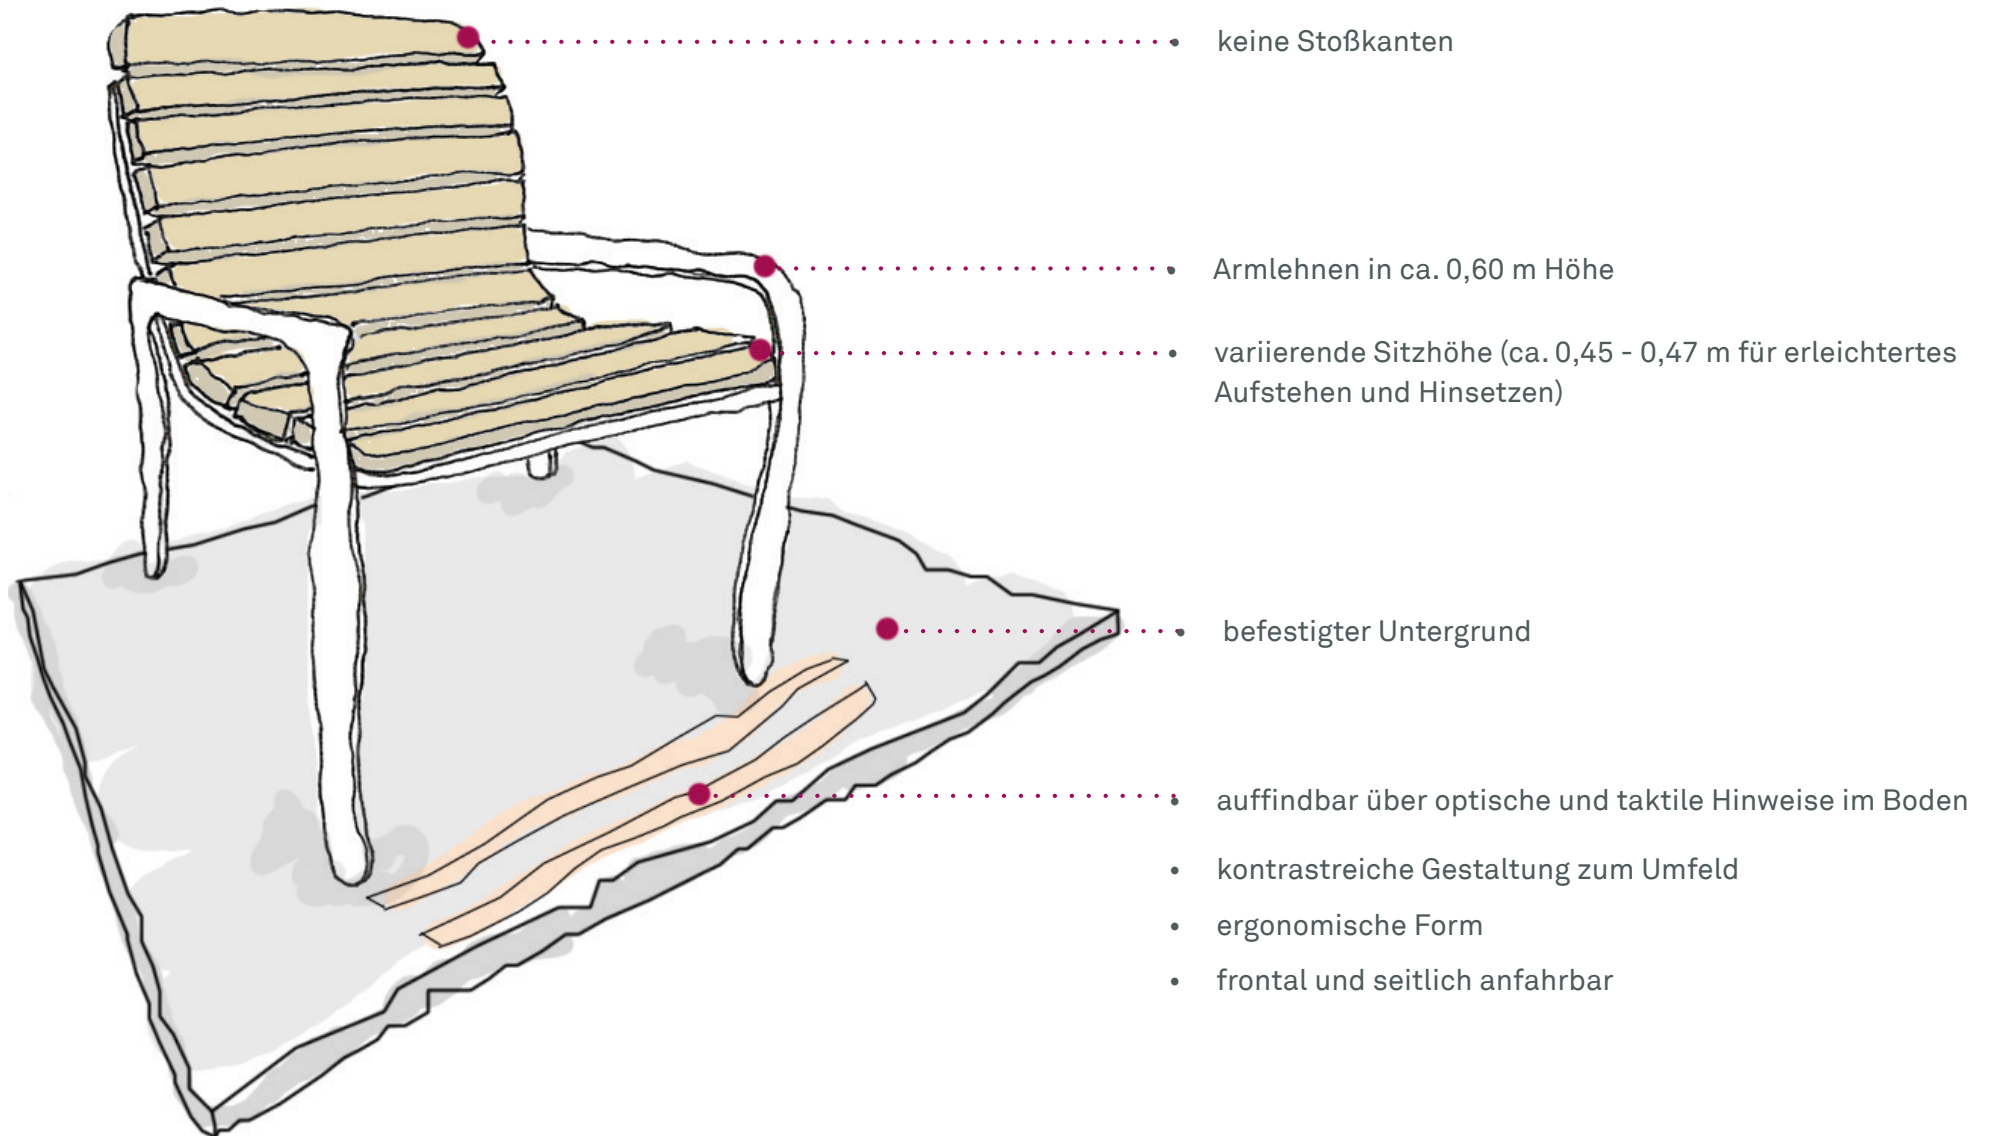 • keine Stoßkanten
• Armlehnen in ca. 0,60 m Höhe
• variierende Sitzhöhe (ca. 0,45 - 0,47 m für erleichtertes
Aufstehen und Hinsetzen)
• befestigter Untergrund
• auffindbar über optische und taktile Hinweise im Boden
• kontrastreiche Gestaltung zum Umfeld
• ergonomische Form
• frontal und seitlich anfahrbar